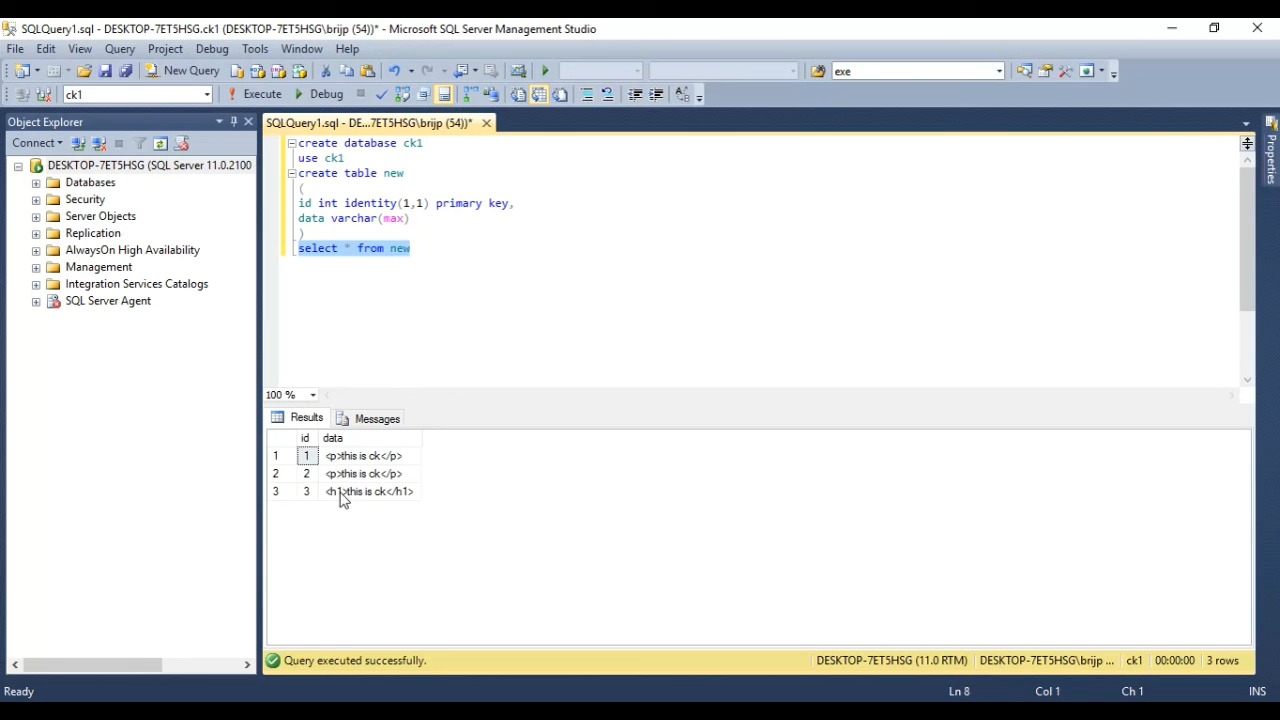 SQLQuery1.sql - DESKTOP-7ET5HSG.ck1 (DESKTOP-7ET5HSG\brijp (54))* - Microsoft SQL Server Management Studio
File Edit View Query Project Debug Tools Window Help
New Query exe
ck1 Execute Debug
Object Explorer
Connect
DESKTOP-7ET5HSG (SQL Server 11.0.2100
Databases
Security
Server Objects
Replication
AlwaysOn High Availability
Management
Integration Services Catalogs
SQL Server Agent
SQLQuery1.sql - DE...7ET5HSG\brijp (54))*
create database ck1
use ck1
create table new
(
id int identity(1,1) primary key,
data varchar(max)
)
select * from new
100 %
Results Messages
id data
1 1 <p>this is ck</p>
2 2 <p>this is ck</p>
3 3 <h1>this is ck</h1>
Query executed successfully. DESKTOP-7ET5HSG (11.0 RTM) DESKTOP-7ET5HSG\brijp ... ck1 00:00:00 3 rows
Ready Ln 8 Col 1 Ch 1 INS
Properties